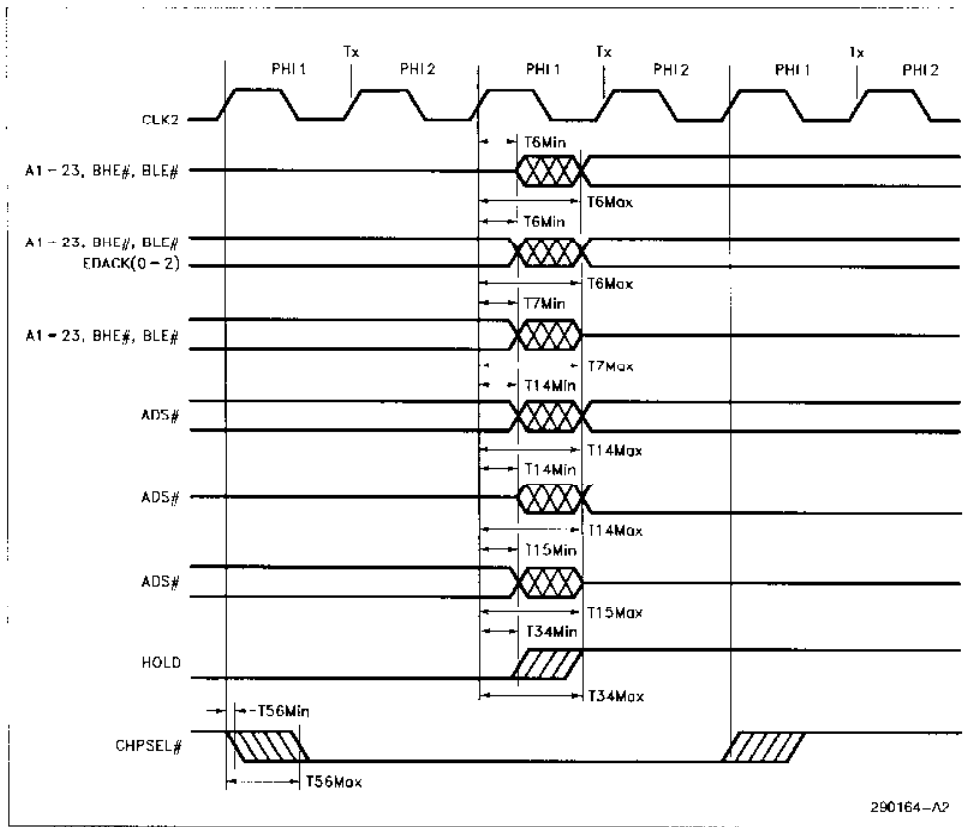 Tx Tx Tx
PHI1 PHI2 PHI1 PHI2 PHI1 PHI2
CLK2
T6Min
A1-23, BHE#, BLE#
T6Max
T6Min
A1-23, BHE#, BLE#
EDACK(0-2)
T6Max
T7Min
A1-23, BHE#, BLE#
T7Max
T14Min
ADS#
T14Max
T14Min
ADS#
T14Max
T15Min
ADS#
T15Max
T34Min
HOLD
T34Max
T56Min
CHPSEL#
T56Max
290164-A2